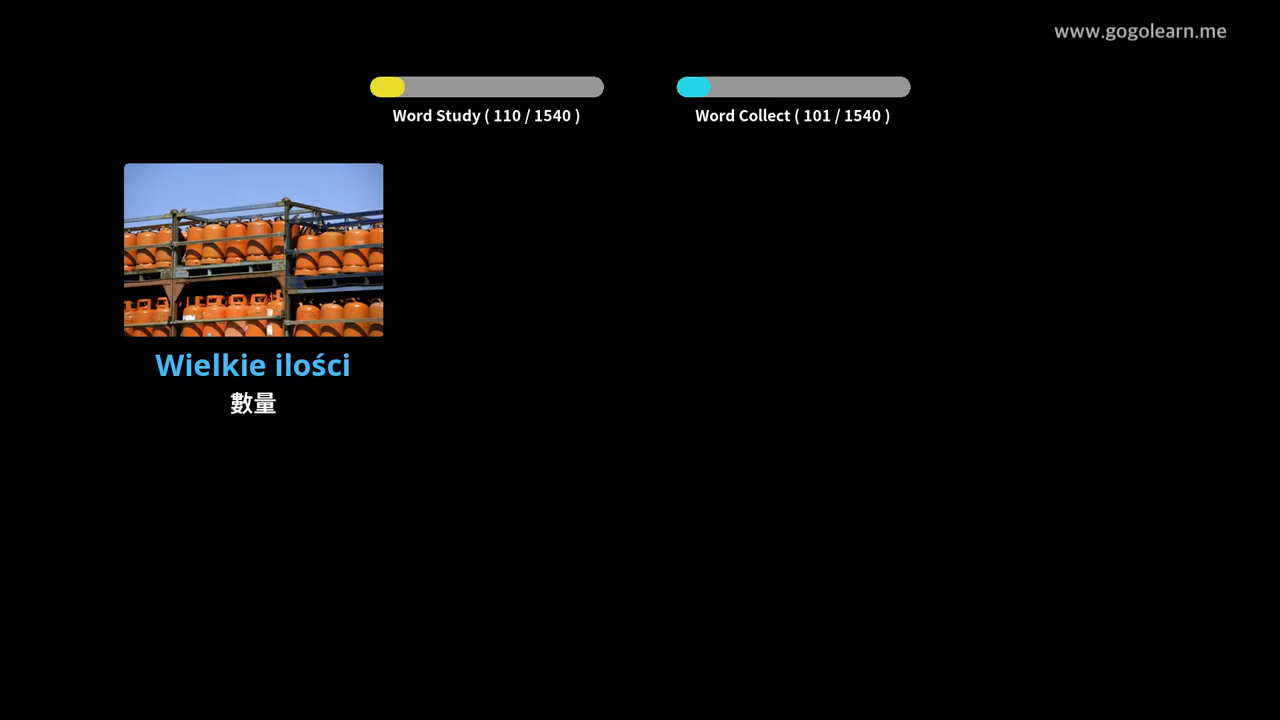 www.gogolearn.me
Word Study ( 110 / 1540 )
Word Collect ( 101 / 1540 )
Wielkie ilości
數量